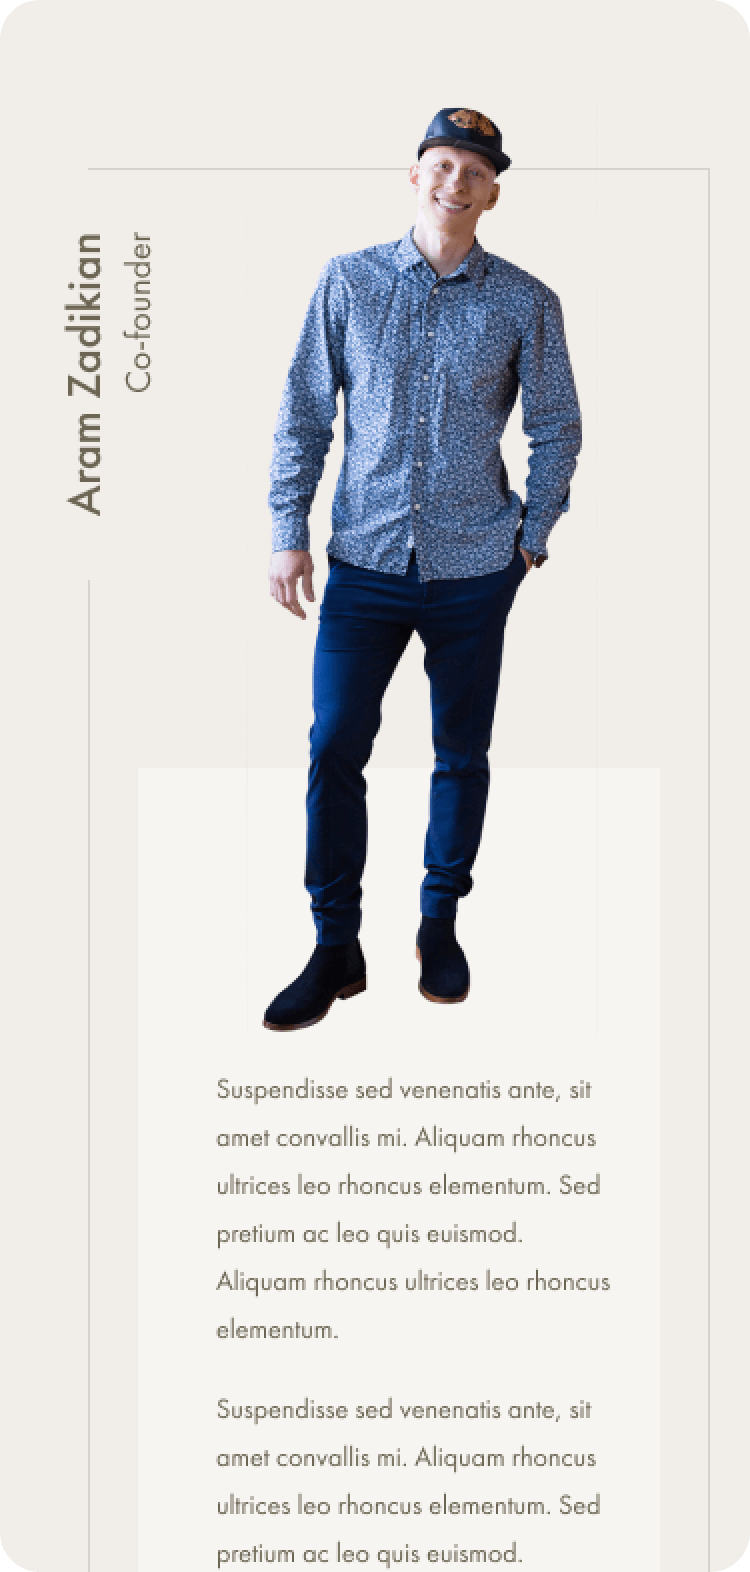 Aram Zadikian
Co-founder
Suspendisse sed venenatis ante, sit
amet convallis mi. Aliquam rhoncus
ultrices leo rhoncus elementum. Sed
pretium ac leo quis euismod.
Aliquam rhoncus ultrices leo rhoncus
elementum.
Suspendisse sed venenatis ante, sit
amet convallis mi. Aliquam rhoncus
ultrices leo rhoncus elementum. Sed
pretium ac leo quis euismod.